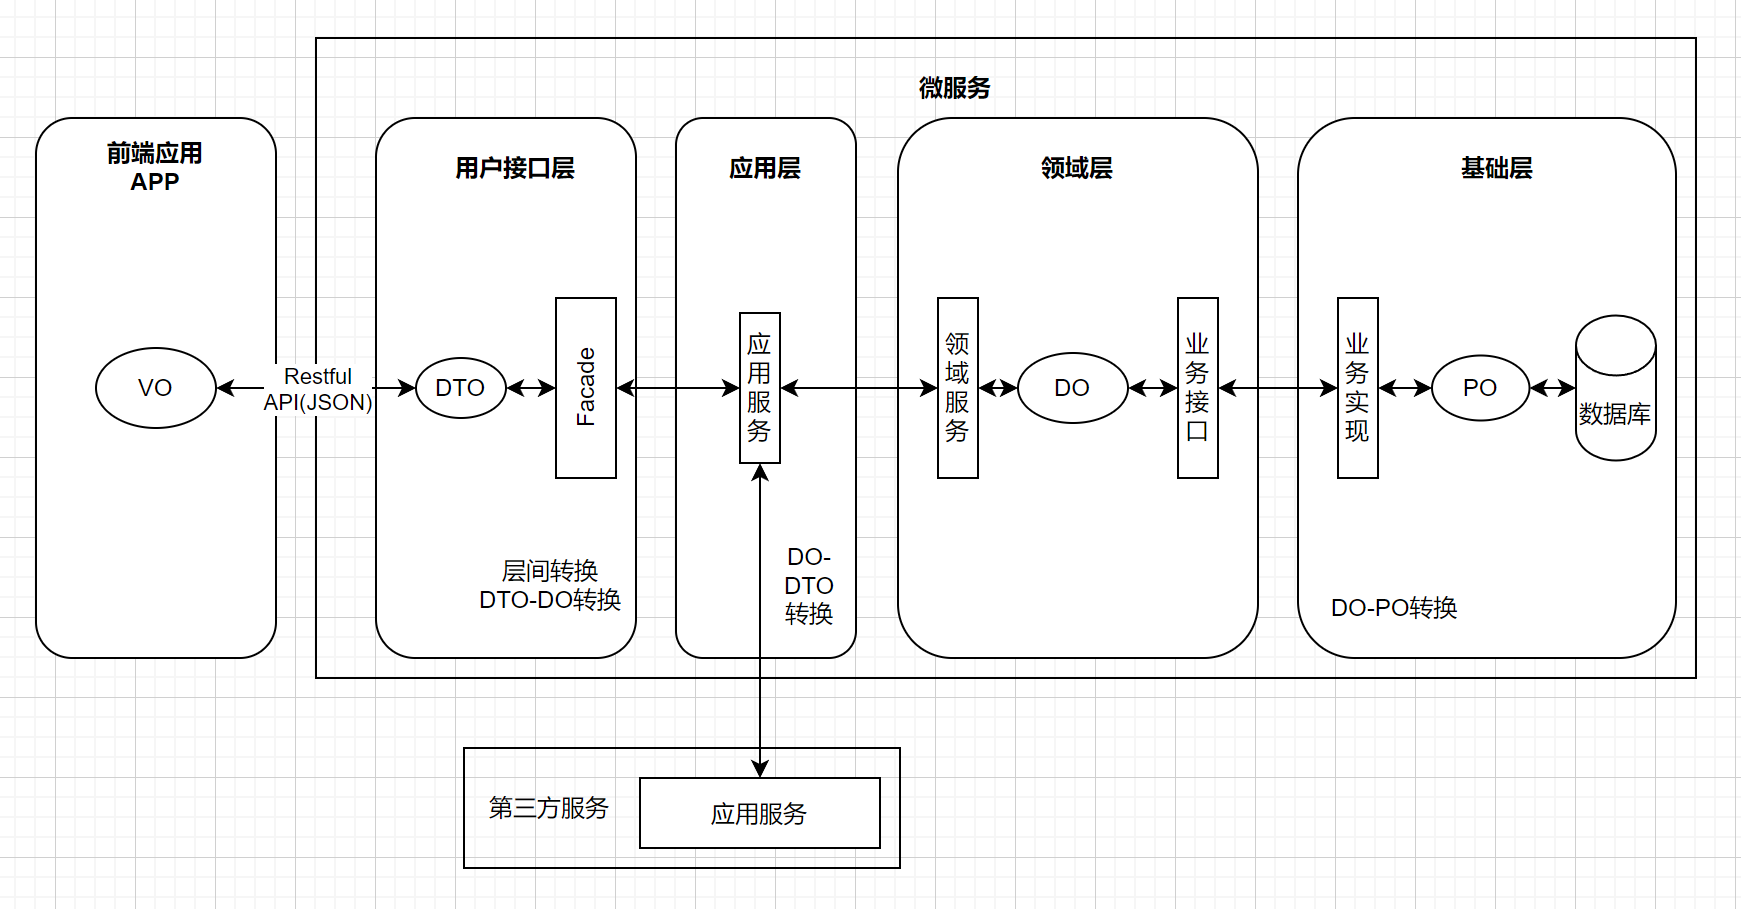 微服务
前端应用
APP
用户接口层
应用层
领域层
基础层
VO
Restful
API(JSON)
DTO
Facade
应
用
服
务
领
域
服
务
DO
业
务
接
口
业
务
实
现
PO
数据库
层间转换
DTO-DO转换
DO-
DTO
转换
DO-PO转换
第三方服务
应用服务